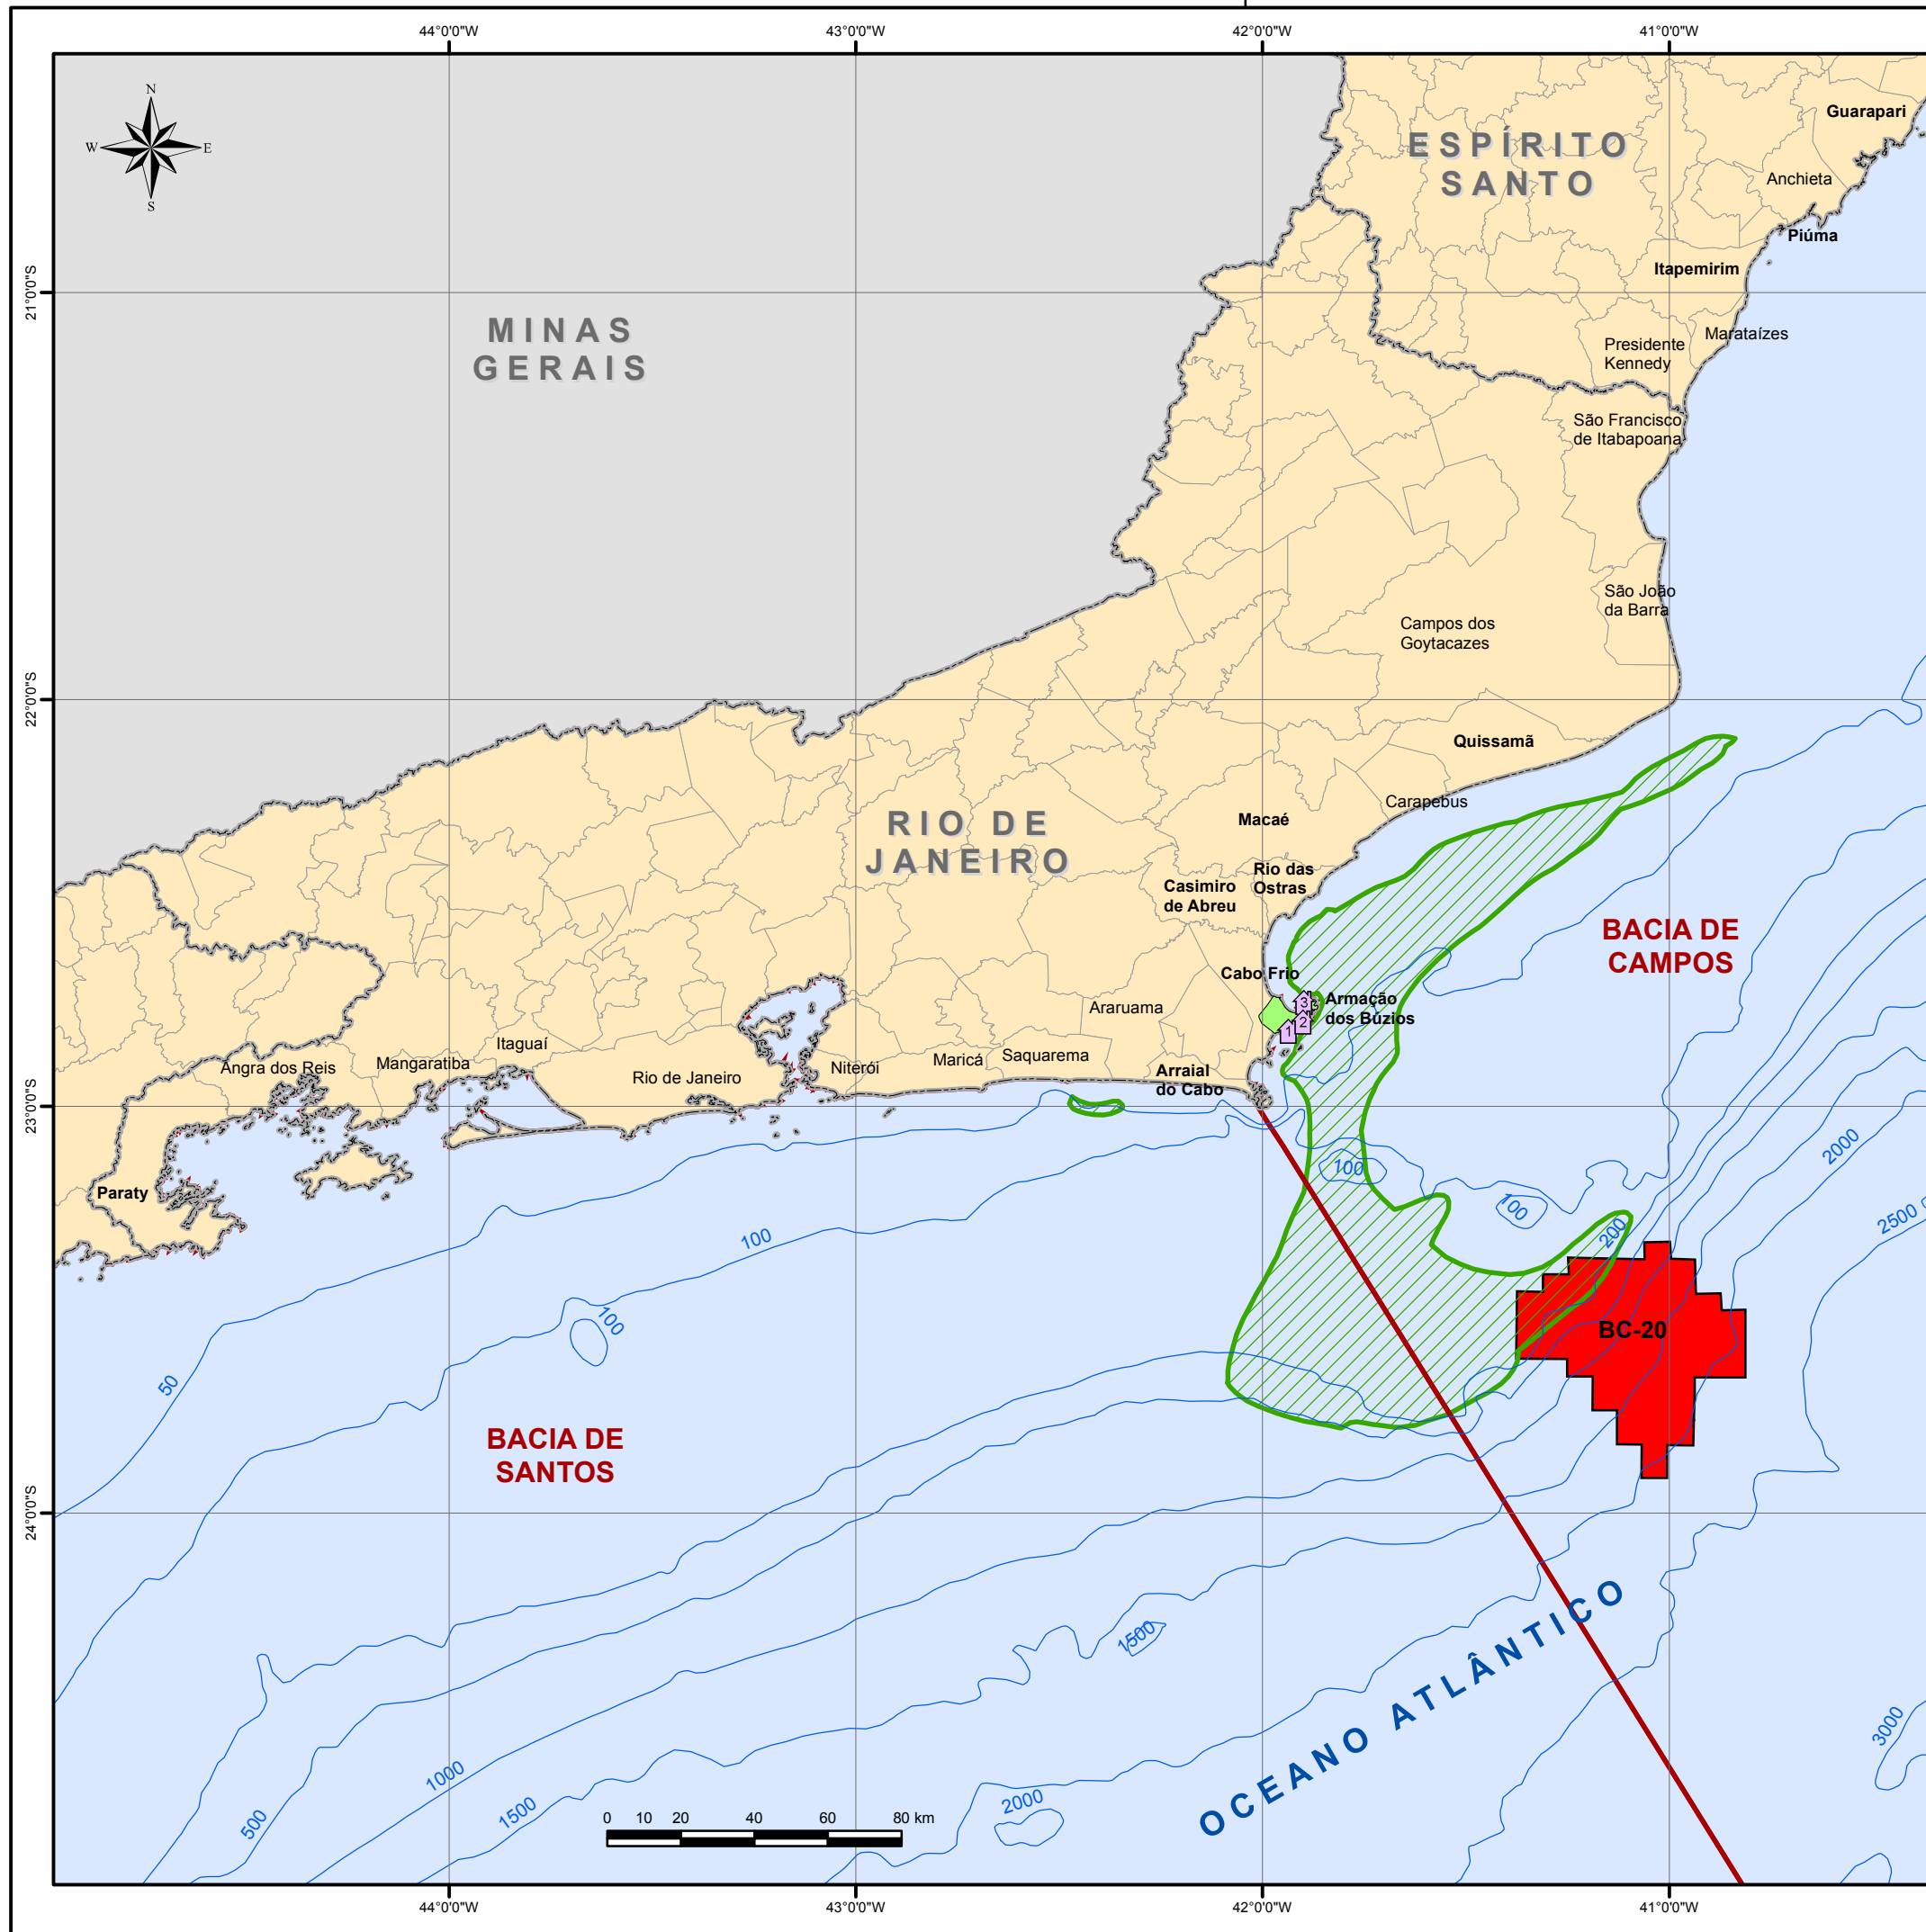 44°0'0"W
43°0'0"W
42°0'0"W
41°0'0"W
N
W
E
S
Guarapari
ESPÍRITO
SANTO
Anchieta
Piúma
Itapemirim
21°0'0"S
MINAS
GERAIS
Marataízes
Presidente
Kennedy
São Francisco
de Itabapoana
São João
da Barra
Campos dos
Goytacazes
22°0'0"S
Quissamã
Carapebus
Macaé
RIO DE
JANEIRO
Rio das
Ostras
Casimiro
de Abreu
BACIA DE
CAMPOS
Cabo Frio
Armação
dos Búzios
3
2
1
Araruama
Itaguaí
Mangaratiba
Angra dos Reis
Rio de Janeiro
Niterói
Maricá
Saquarema
Arraial
do Cabo
23°0'0"S
Paraty
100
100
200
2000
2500
100
100
50
BC-20
BACIA DE
SANTOS
24°0'0"S
OCEANO ATLÂNTICO
1500
3000
1000
500
1500
2000
0 10 20 40 60 80 km
44°0'0"W
43°0'0"W
42°0'0"W
41°0'0"W